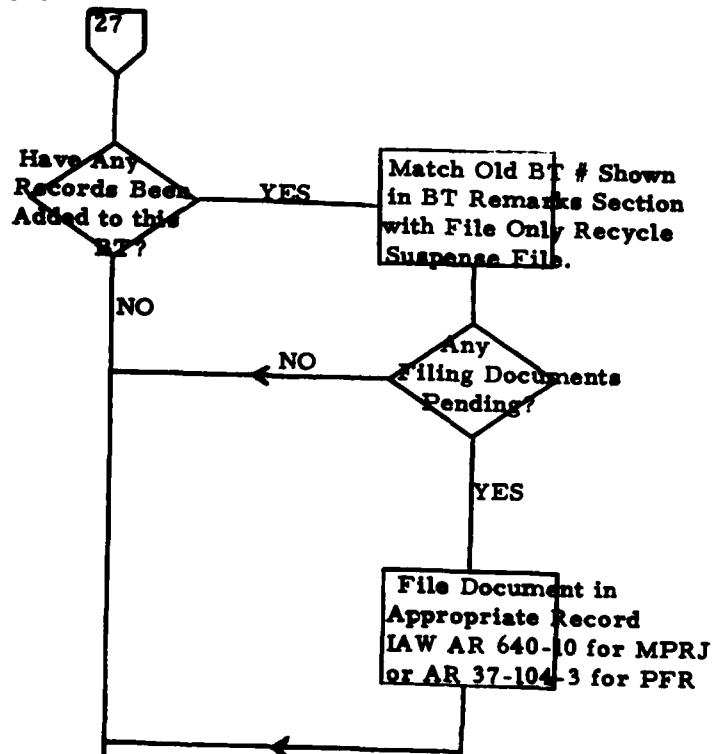 27
Have Any
Records Been
Added to this
BT?
YES
Match Old BT # Shown
in BT Remarks Section
with File Only Recycle
Suspense File.
NO
Any
Filing Documents
Pending?
NO
YES
File Document in
Appropriate Record
IAW AR 640-10 for MPRJ
or AR 37-104-3 for PFR